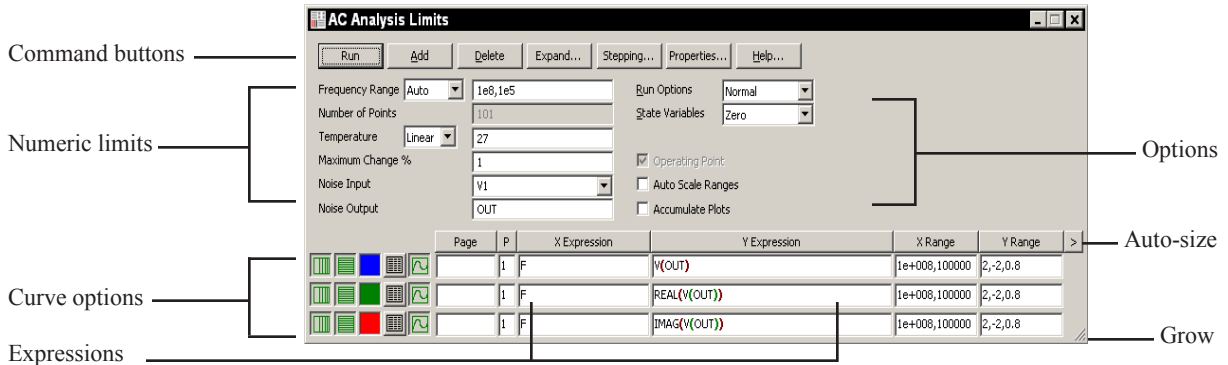 AC Analysis Limits
Command buttons
Run Add Delete Expand... Stepping... Properties... Help...
Frequency Range Auto 1e8,1e5 Run Options Normal
Number of Points 101 State Variables Zero
Numeric limits
Temperature Linear 27
Options
Maximum Change % 1 Operating Point
Noise Input V1 Auto Scale Ranges
Noise Output OUT Accumulate Plots
Page P X Expression Y Expression X Range Y Range >
Auto-size
1 F V(OUT) 1e+008,100000 2,-2,0.8
Curve options
1 F REAL(V(OUT)) 1e+008,100000 2,-2,0.8
1 F IMAG(V(OUT)) 1e+008,100000 2,-2,0.8
Grow
Expressions